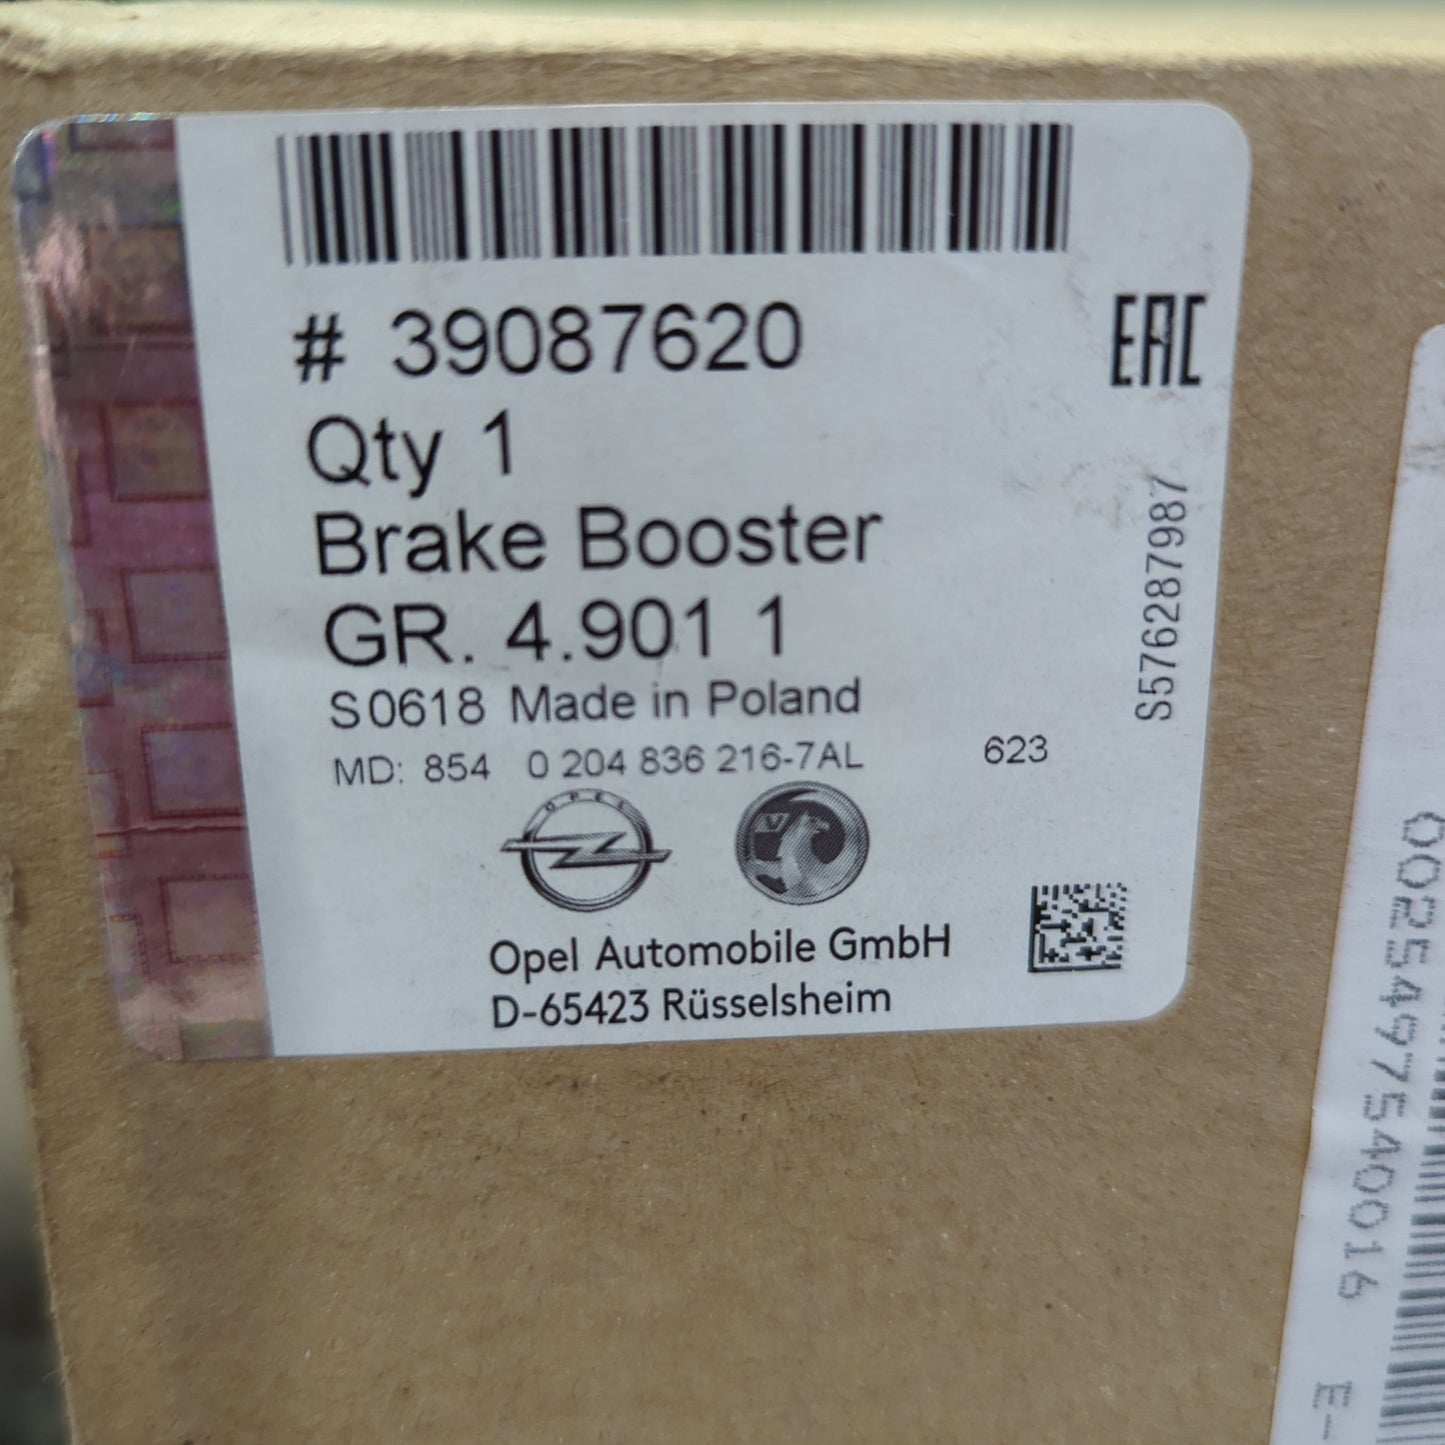 # 39087620
EAC
Qty 1
Brake Booster
GR. 4.901 1
S0618 Made in Poland
MD: 854 0 204 836 216-7AL 623
S576287987
OPEL
V
Opel Automobile GmbH
D-65423 Rüsselsheim
0025497540016
E-